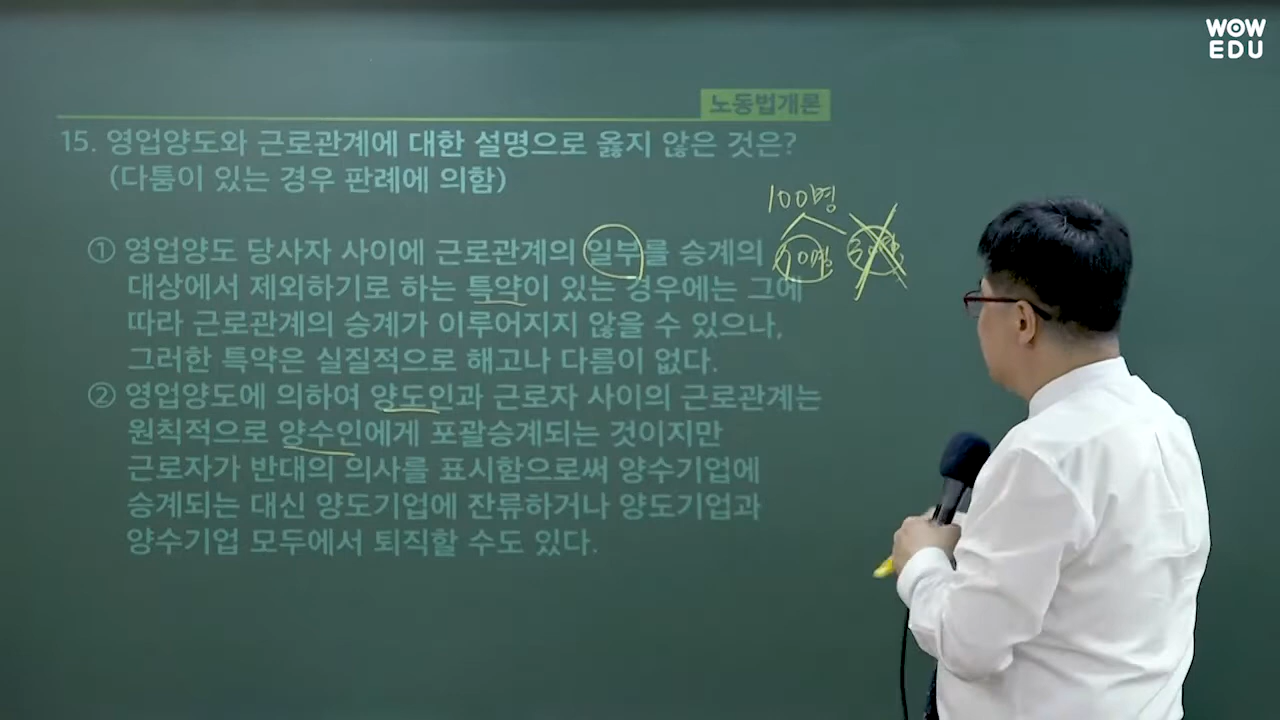 WOW
EDU
노동법개론
15. 영업양도와 근로관계에 대한 설명으로 옳지 않은 것은?
(다툼이 있는 경우 판례에 의함)
100명
① 영업양도 당사자 사이에 근로관계의 일부를 승계의
대상에서 제외하기로 하는 특약이 있는 경우에는 그에
따라 근로관계의 승계가 이루어지지 않을 수 있으나,
그러한 특약은 실질적으로 해고나 다름이 없다.
② 영업양도에 의하여 양도인과 근로자 사이의 근로관계는
원칙적으로 양수인에게 포괄승계되는 것이지만
근로자가 반대의 의사를 표시함으로써 양수기업에
승계되는 대신 양도기업에 잔류하거나 양도기업과
양수기업 모두에서 퇴직할 수도 있다.